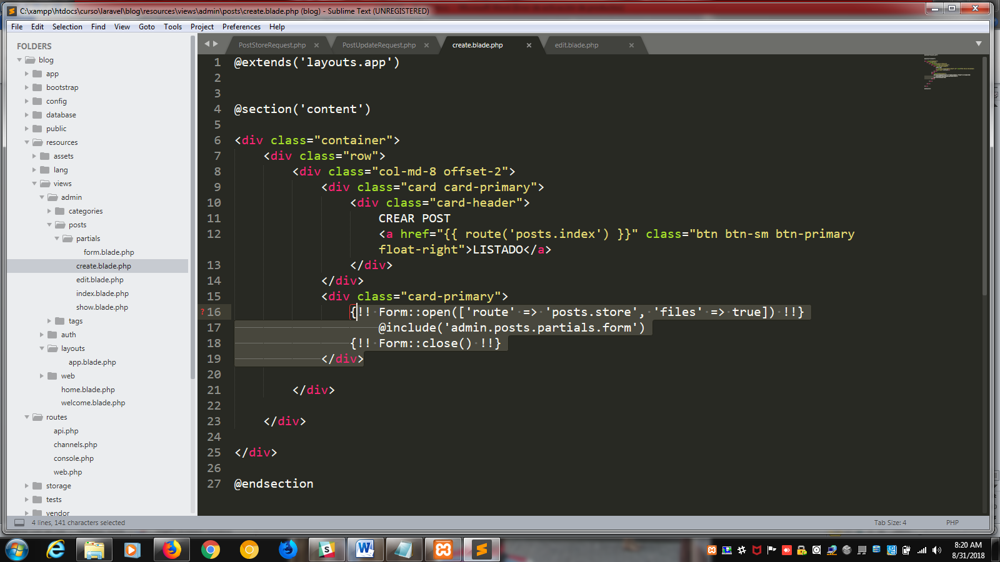 C:\xampp\htdocs\curso\laravel\blog\resources\views\admin\posts\create.blade.php (blog) - Sublime Text (UNREGISTERED)
File Edit Selection Find View Goto Tools Project Preferences Help
FOLDERS
blog
app
bootstrap
config
database
public
resources
assets
lang
views
admin
categories
posts
partials
form.blade.php
create.blade.php
edit.blade.php
index.blade.php
show.blade.php
tags
auth
layouts
app.blade.php
web
home.blade.php
welcome.blade.php
routes
api.php
channels.php
console.php
web.php
storage
tests
vendor
PostStoreRequest.php PostUpdateRequest.php create.blade.php edit.blade.php
1 @extends('layouts.app')
2
3
4 @section('content')
5
6 <div class="container">
7 <div class="row">
8 <div class="col-md-8 offset-2">
9 <div class="card card-primary">
10 <div class="card-header">
11 CREAR POST
12 <a href="{{ route('posts.index') }}" class="btn btn-sm btn-primary
float-right">LISTADO</a>
13 </div>
14 </div>
15 <div class="card-primary">
16 {!! Form::open(['route' => 'posts.store', 'files' => true]) !!}
17 @include('admin.posts.partials.form')
18 {!! Form::close() !!}
19 </div>
20
21 </div>
22
23 </div>
24
25 </div>
26
27 @endsection
4 lines, 141 characters selected Tab Size: 4 PHP
8:20 AM
8/31/2018